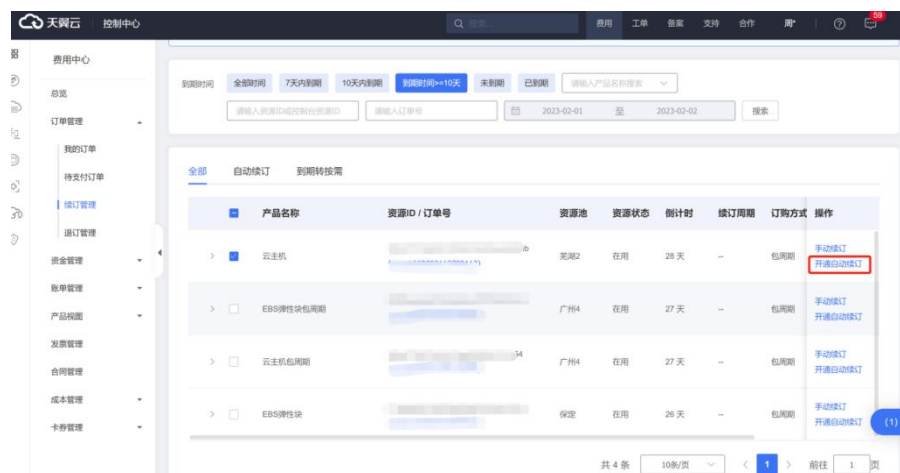 天翼云 控制中心 搜索... 费用 工单 备案 支持 合作 周* 59
费用中心
总览
订单管理
我的订单
待支付订单
续订管理
退订管理
资金管理
账单管理
产品视图
发票管理
合同管理
成本管理
卡券管理
到期时间 全部时间 7天内到期 10天内到期 到期时间>=10天 未到期 已到期 请输入产品名称搜索
请输入资源ID或控制台资源ID 请输入订单号 2023-02-01 至 2023-02-02 搜索
全部 自动续订 到期转按需
产品名称 资源ID / 订单号 资源池 资源状态 倒计时 续订周期 订购方式 操作
云主机 芜湖2 在用 28 天 -- 包周期 手动续订
开通自动续订
EBS弹性块包周期 广州4 在用 27 天 -- 包周期 手动续订
开通自动续订
云主机包周期 54 广州4 在用 27 天 -- 包周期 手动续订
开通自动续订
EBS弹性块 保定 在用 26 天 -- 包周期 手动续订
开通自动续订
(1)
共 4 条 10条/页 1 前往 1 页